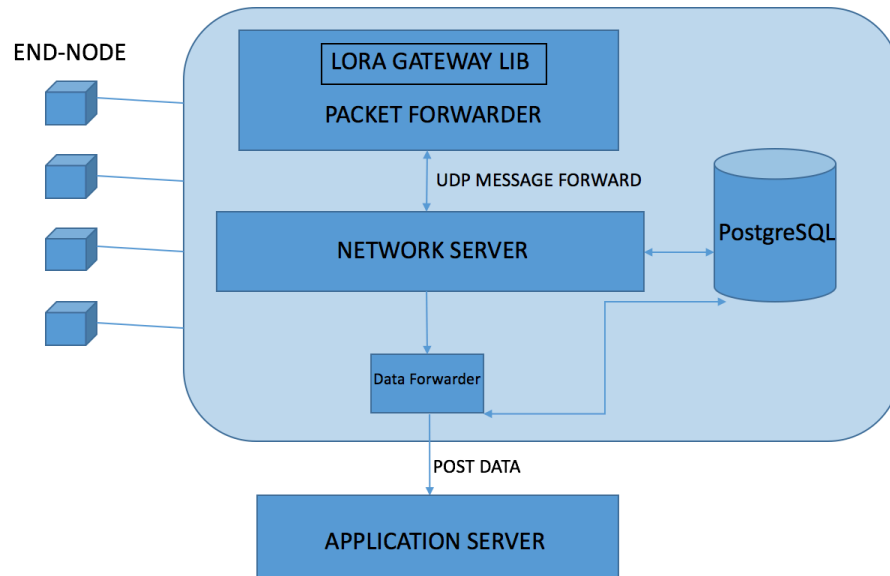 END-NODE
LORA GATEWAY LIB
PACKET FORWARDER
UDP MESSAGE FORWARD
NETWORK SERVER
PostgreSQL
Data Forwarder
POST DATA
APPLICATION SERVER